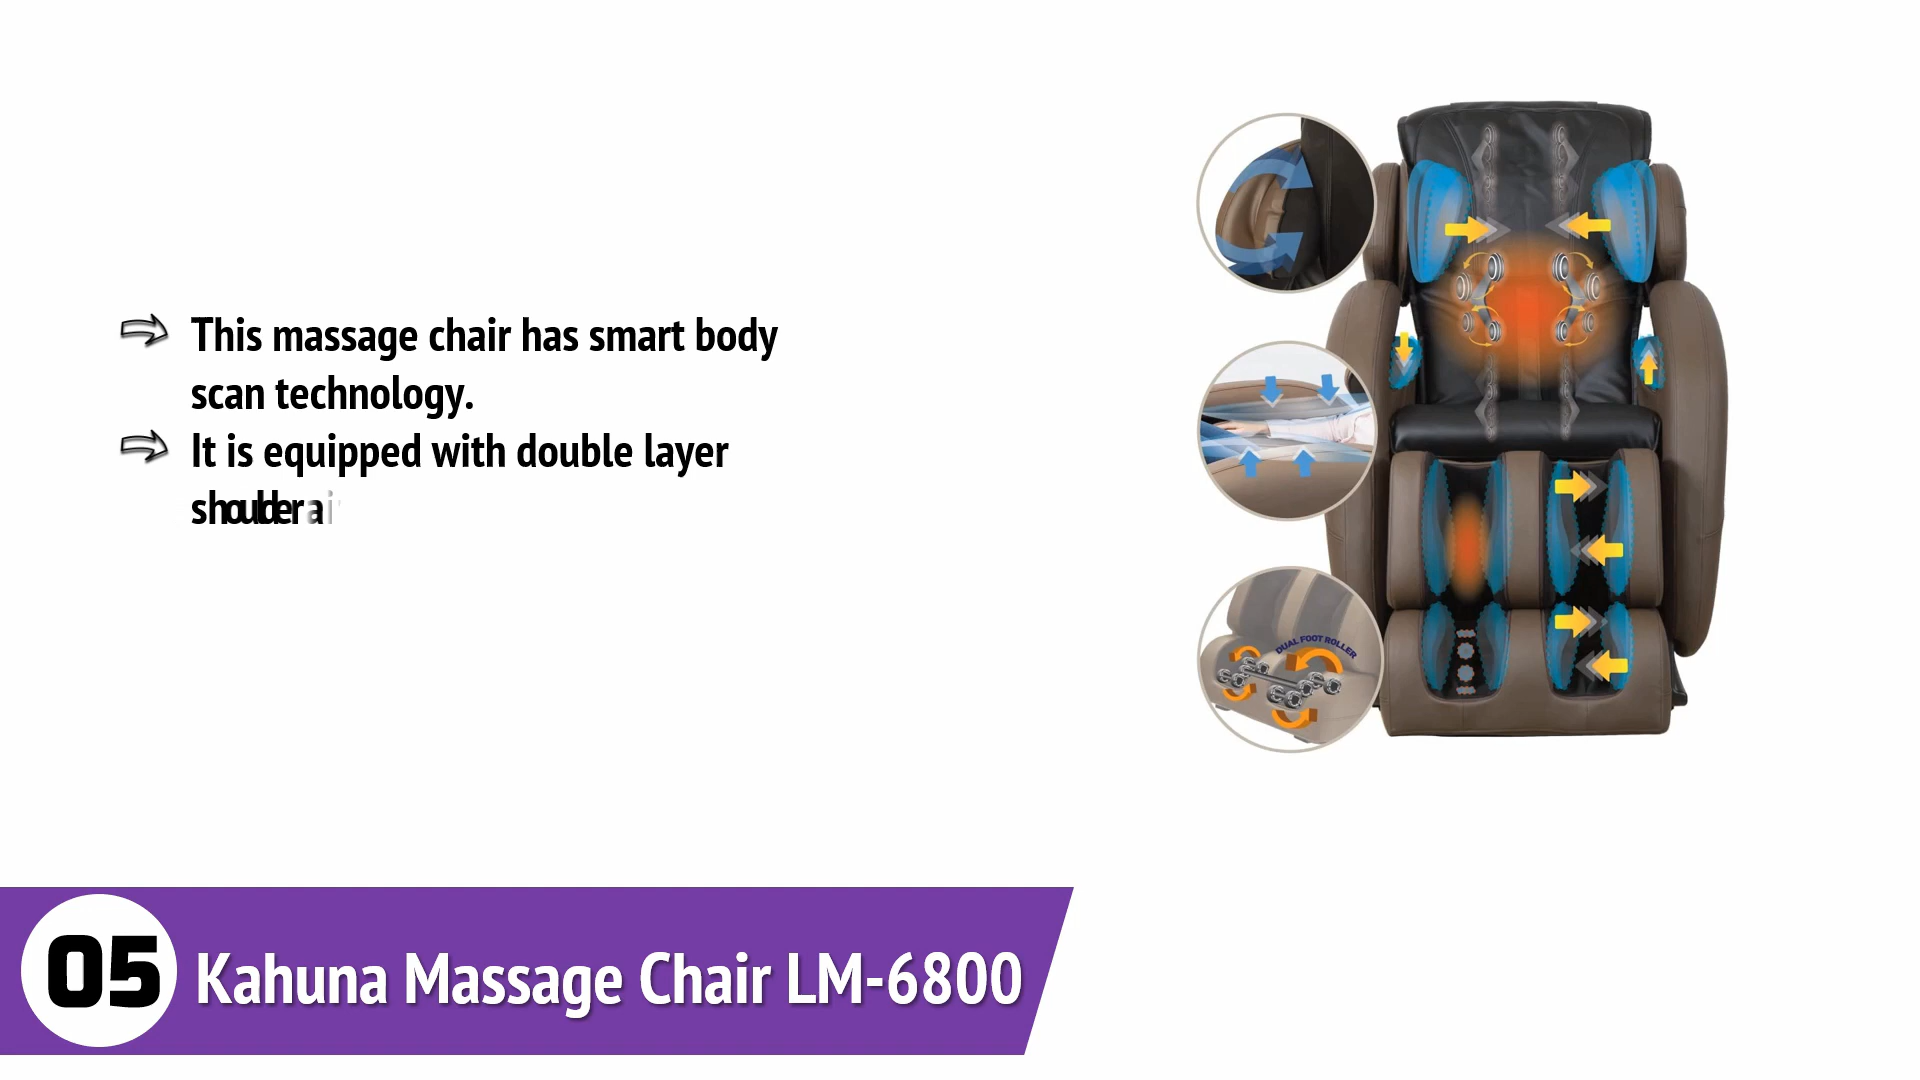 This massage chair has smart body
scan technology.
It is equipped with double layer
shoulder air
DUAL FOOT ROLLER
05
Kahuna Massage Chair LM-6800